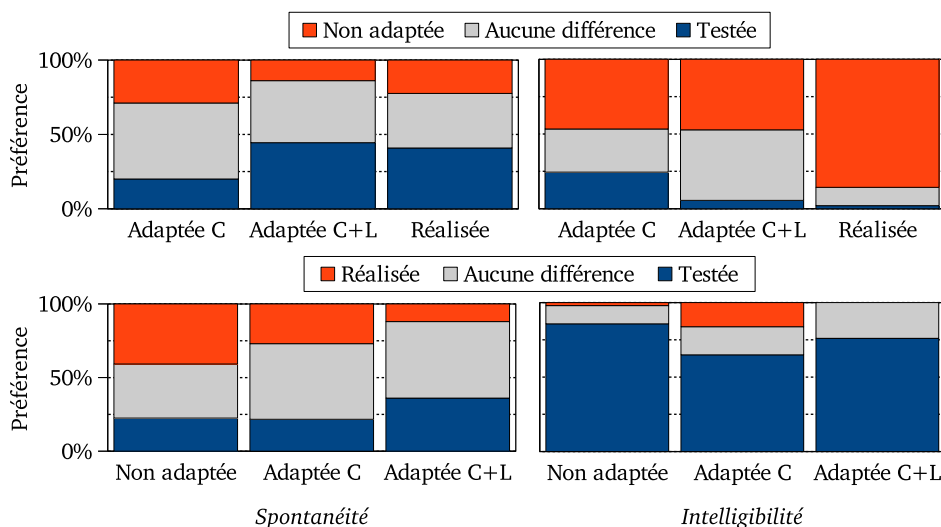 Non adaptée Aucune différence Testée
100%
50%
0%
Préférence
Adaptée C Adaptée C+L Réalisée Adaptée C Adaptée C+L Réalisée
Réalisée Aucune différence Testée
100%
50%
0%
Préférence
Non adaptée Adaptée C Adaptée C+L Non adaptée Adaptée C Adaptée C+L
Spontanéité Intelligibilité